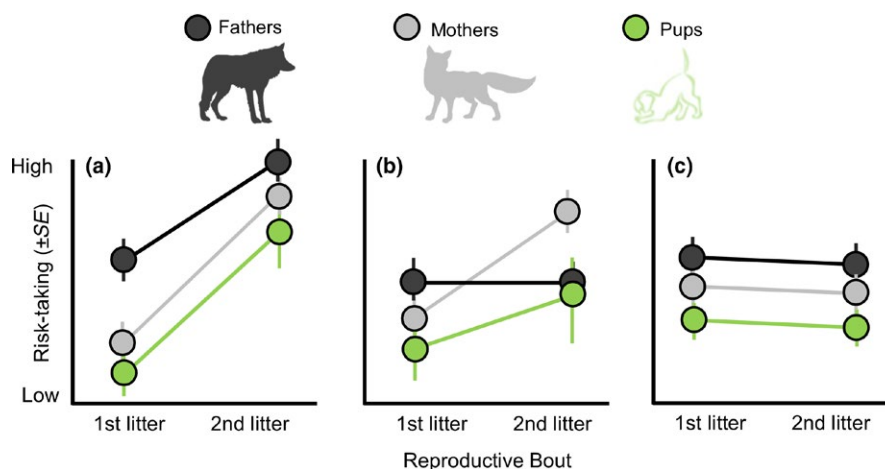 Fathers
Mothers
Pups
High
Risk-taking (±SE)
Low
(a)
(b)
(c)
1st litter
2nd litter
1st litter
2nd litter
1st litter
2nd litter
Reproductive Bout